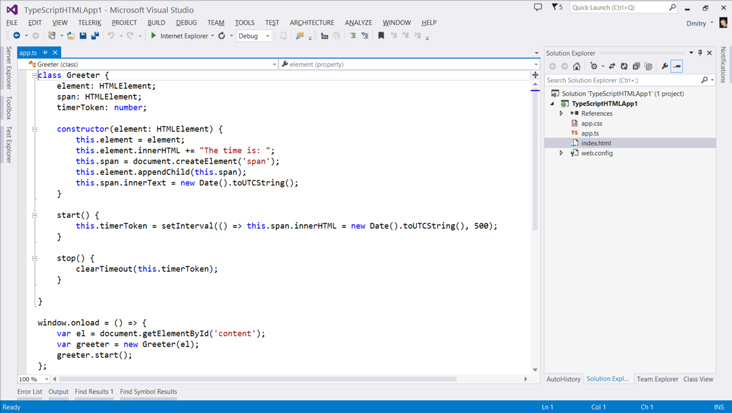 TypeScriptHTMLApp1 - Microsoft Visual Studio
5
Quick Launch (Ctrl+Q)
FILE EDIT VIEW TELERIK PROJECT BUILD DEBUG TEAM TOOLS TEST ARCHITECTURE ANALYZE WINDOW HELP
Dmitry
Internet Explorer Debug
Server Explorer
Toolbox
Test Explorer
app.ts
Greeter (class) element (property)
class Greeter {
element: HTMLElement;
span: HTMLElement;
timerToken: number;
constructor(element: HTMLElement) {
this.element = element;
this.element.innerHTML += "The time is: ";
this.span = document.createElement('span');
this.element.appendChild(this.span);
this.span.innerText = new Date().toUTCString();
}
start() {
this.timerToken = setInterval(() => this.span.innerHTML = new Date().toUTCString(), 500);
}
stop() {
clearTimeout(this.timerToken);
}
}
window.onload = () => {
var el = document.getElementById('content');
var greeter = new Greeter(el);
greeter.start();
};
100 %
Solution Explorer
Search Solution Explorer (Ctrl+;)
Solution 'TypeScriptHTMLApp1' (1 project)
TypeScriptHTMLApp1
References
app.css
TS app.ts
index.html
web.config
Notifications
AutoHistory Solution Expl... Team Explorer Class View
Error List Output Find Results 1 Find Symbol Results
Ready Ln 1 Col 1 Ch 1 INS